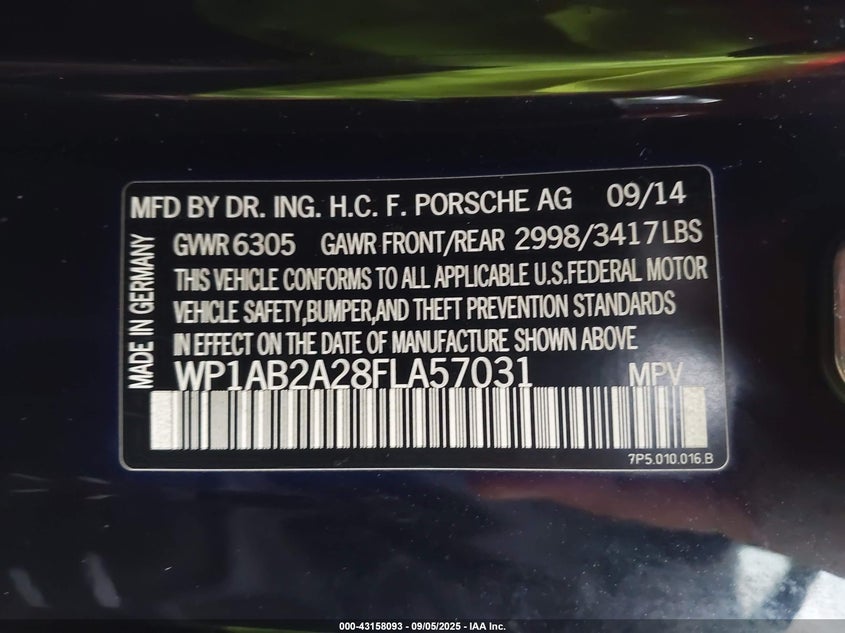 MFD BY DR. ING. H.C. F. PORSCHE AG 09/14
GVWR 6305 GAWR FRONT/REAR 2998/3417 LBS
THIS VEHICLE CONFORMS TO ALL APPLICABLE U.S.FEDERAL MOTOR
VEHICLE SAFETY,BUMPER,AND THEFT PREVENTION STANDARDS
IN EFFECT ON THE DATE OF MANUFACTURE SHOWN ABOVE
WP1AB2A28FLA57031 MPV
MADE IN GERMANY
7P5.010.016.B
000-43158093 - 09/05/2025 - IAA Inc.